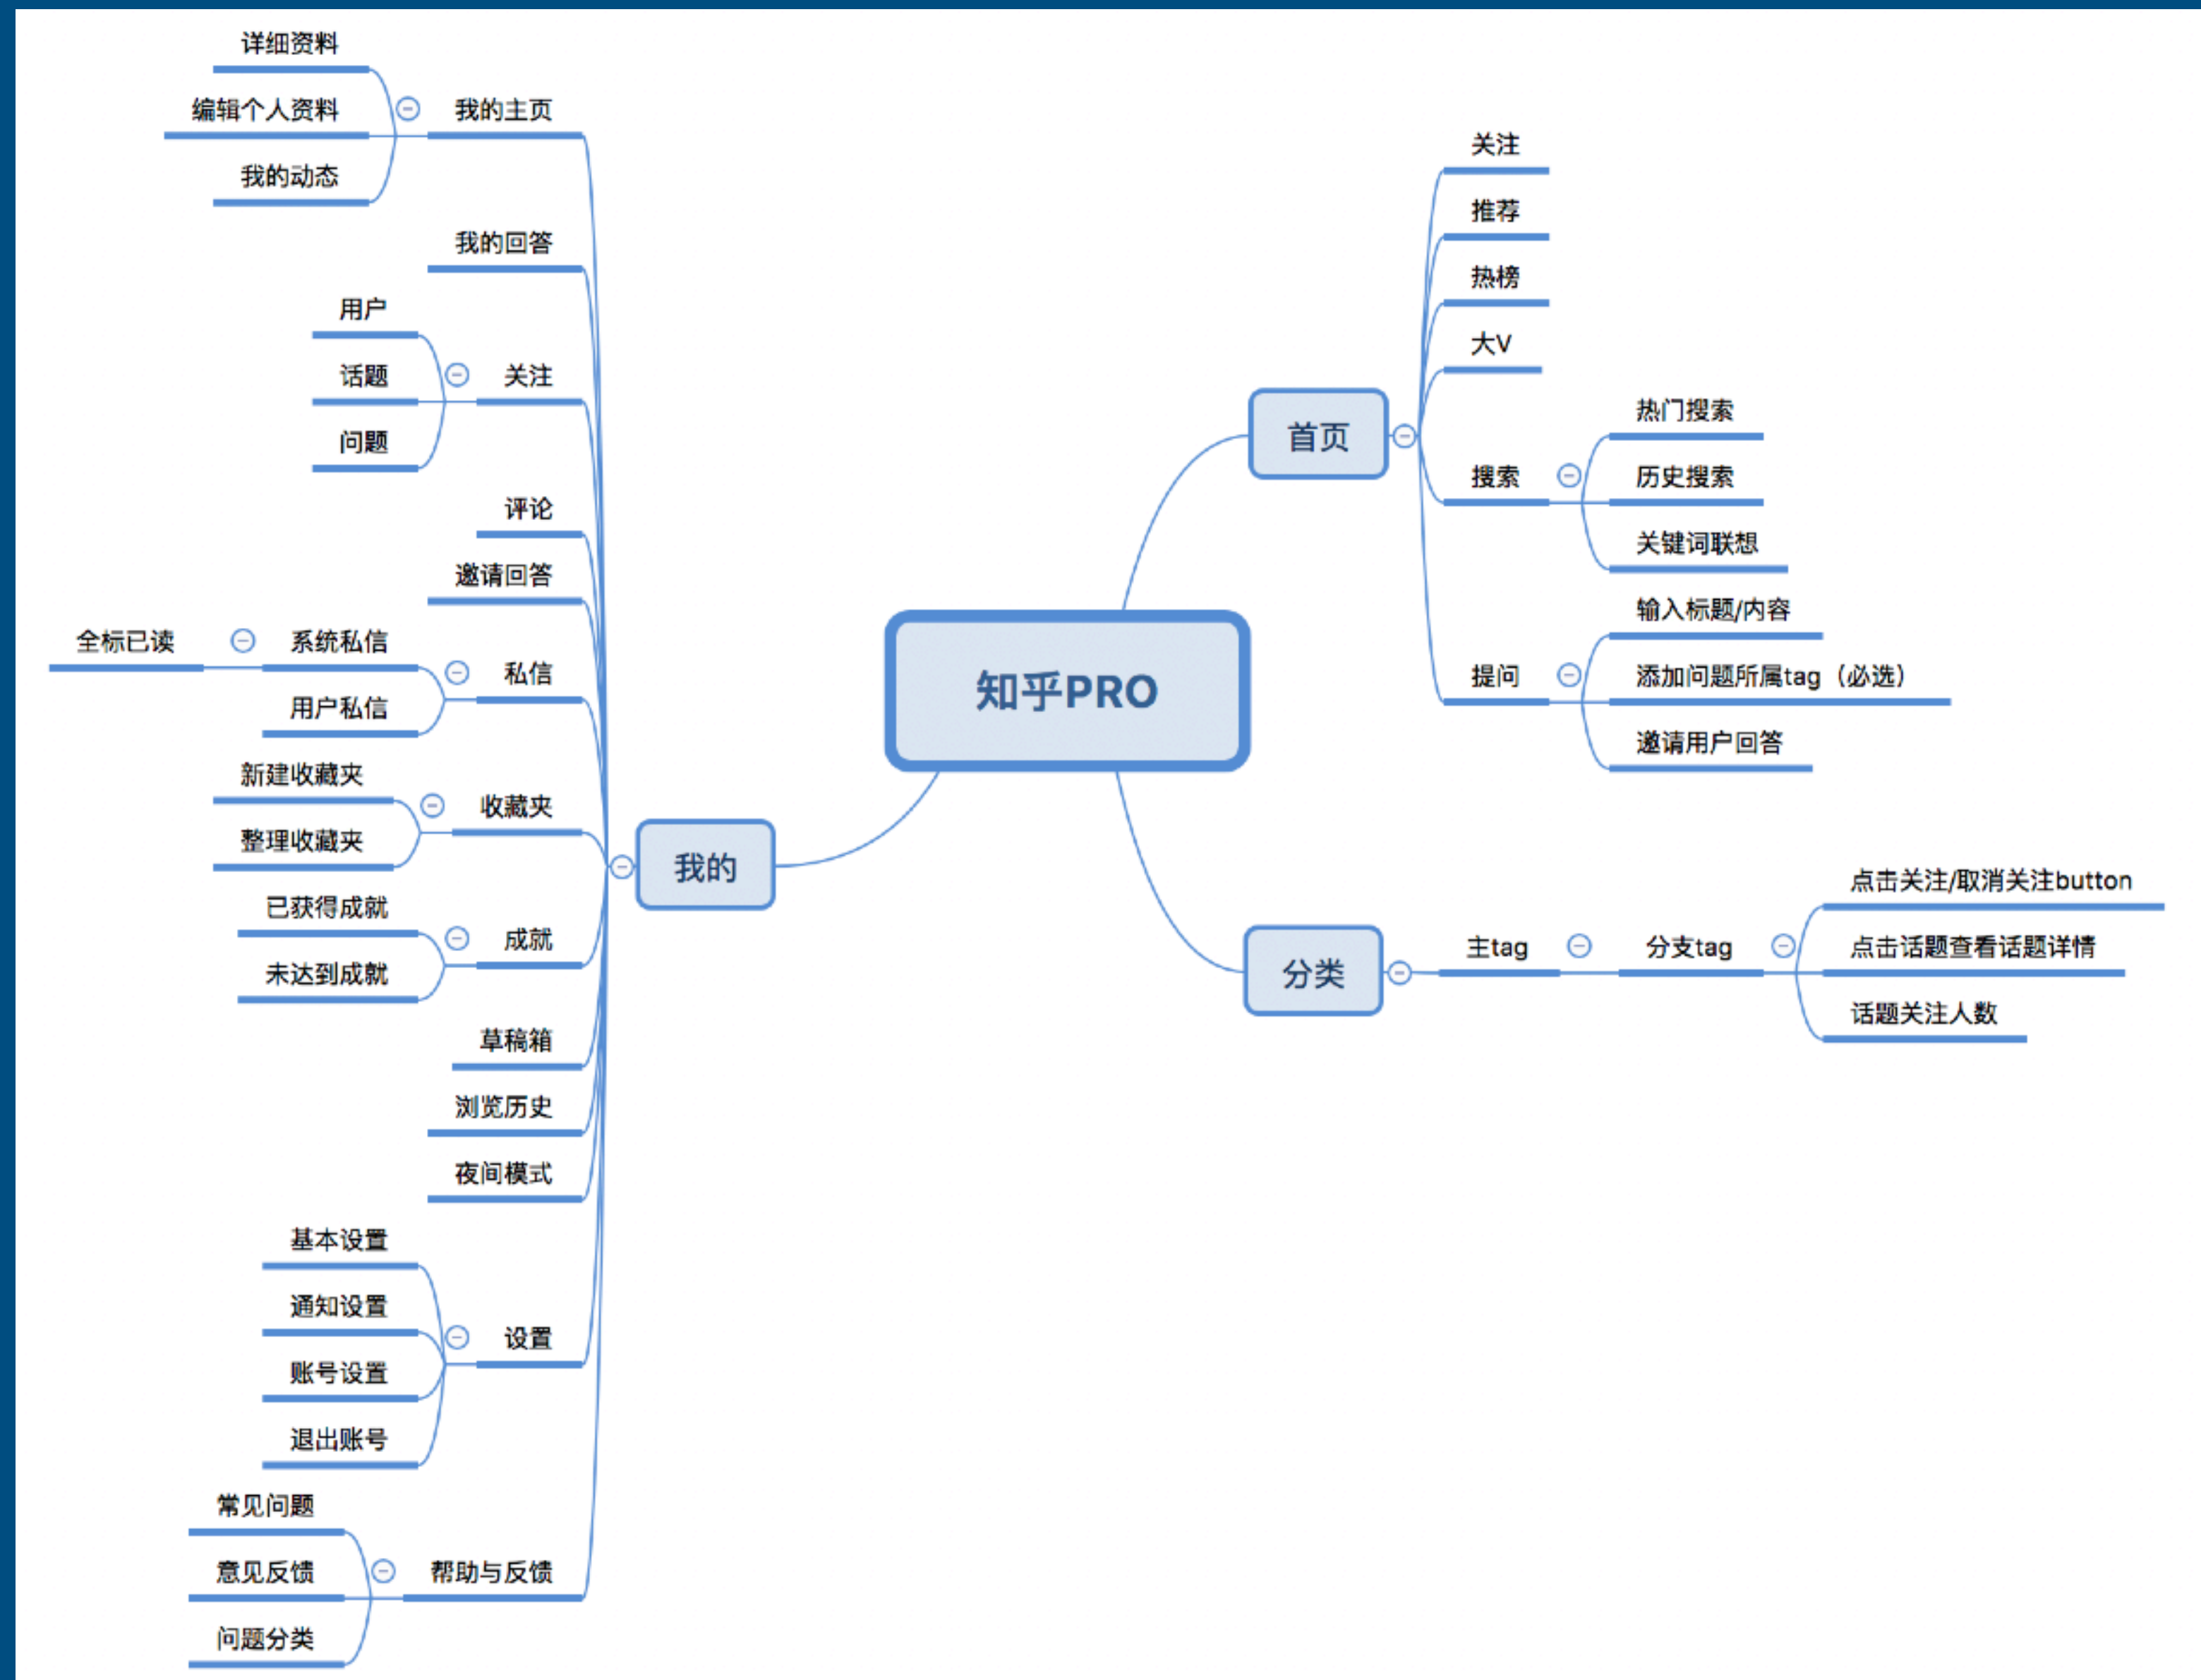 知乎PRO
首页
关注
推荐
热榜
大V
搜索
热门搜索
历史搜索
关键词联想
提问
输入标题/内容
添加问题所属tag（必选）
邀请用户回答
分类
主tag
分支tag
点击关注/取消关注button
点击话题查看话题详情
话题关注人数
我的
我的主页
详细资料
编辑个人资料
我的动态
我的回答
关注
用户
话题
问题
评论
邀请回答
私信
系统私信
全标已读
用户私信
收藏夹
新建收藏夹
整理收藏夹
成就
已获得成就
未达到成就
草稿箱
浏览历史
夜间模式
设置
基本设置
通知设置
账号设置
退出账号
帮助与反馈
常见问题
意见反馈
问题分类